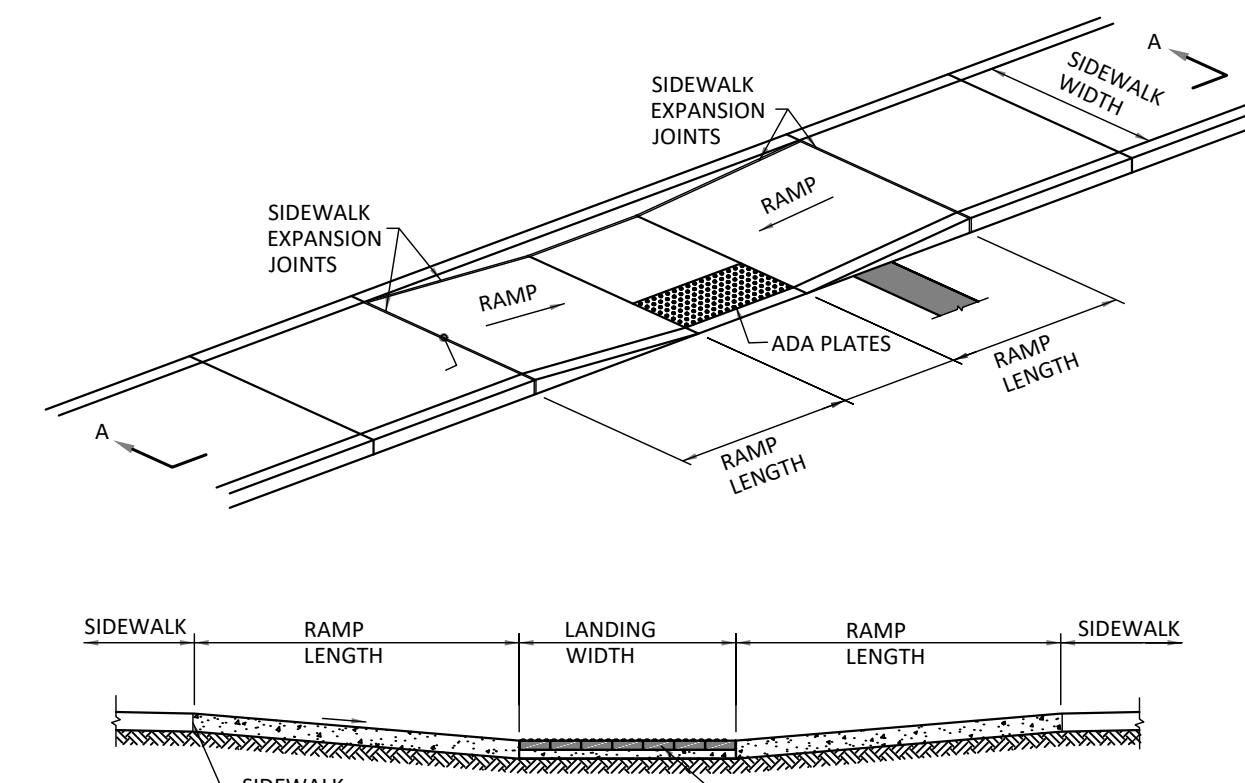 A
SIDEWALK
WIDTH
SIDEWALK
EXPANSION
JOINTS
RAMP
SIDEWALK
EXPANSION
JOINTS
RAMP
ADA PLATES
RAMP
LENGTH
A
RAMP
LENGTH
SIDEWALK
RAMP
LENGTH
LANDING
WIDTH
RAMP
LENGTH
SIDEWALK
SIDEWALK